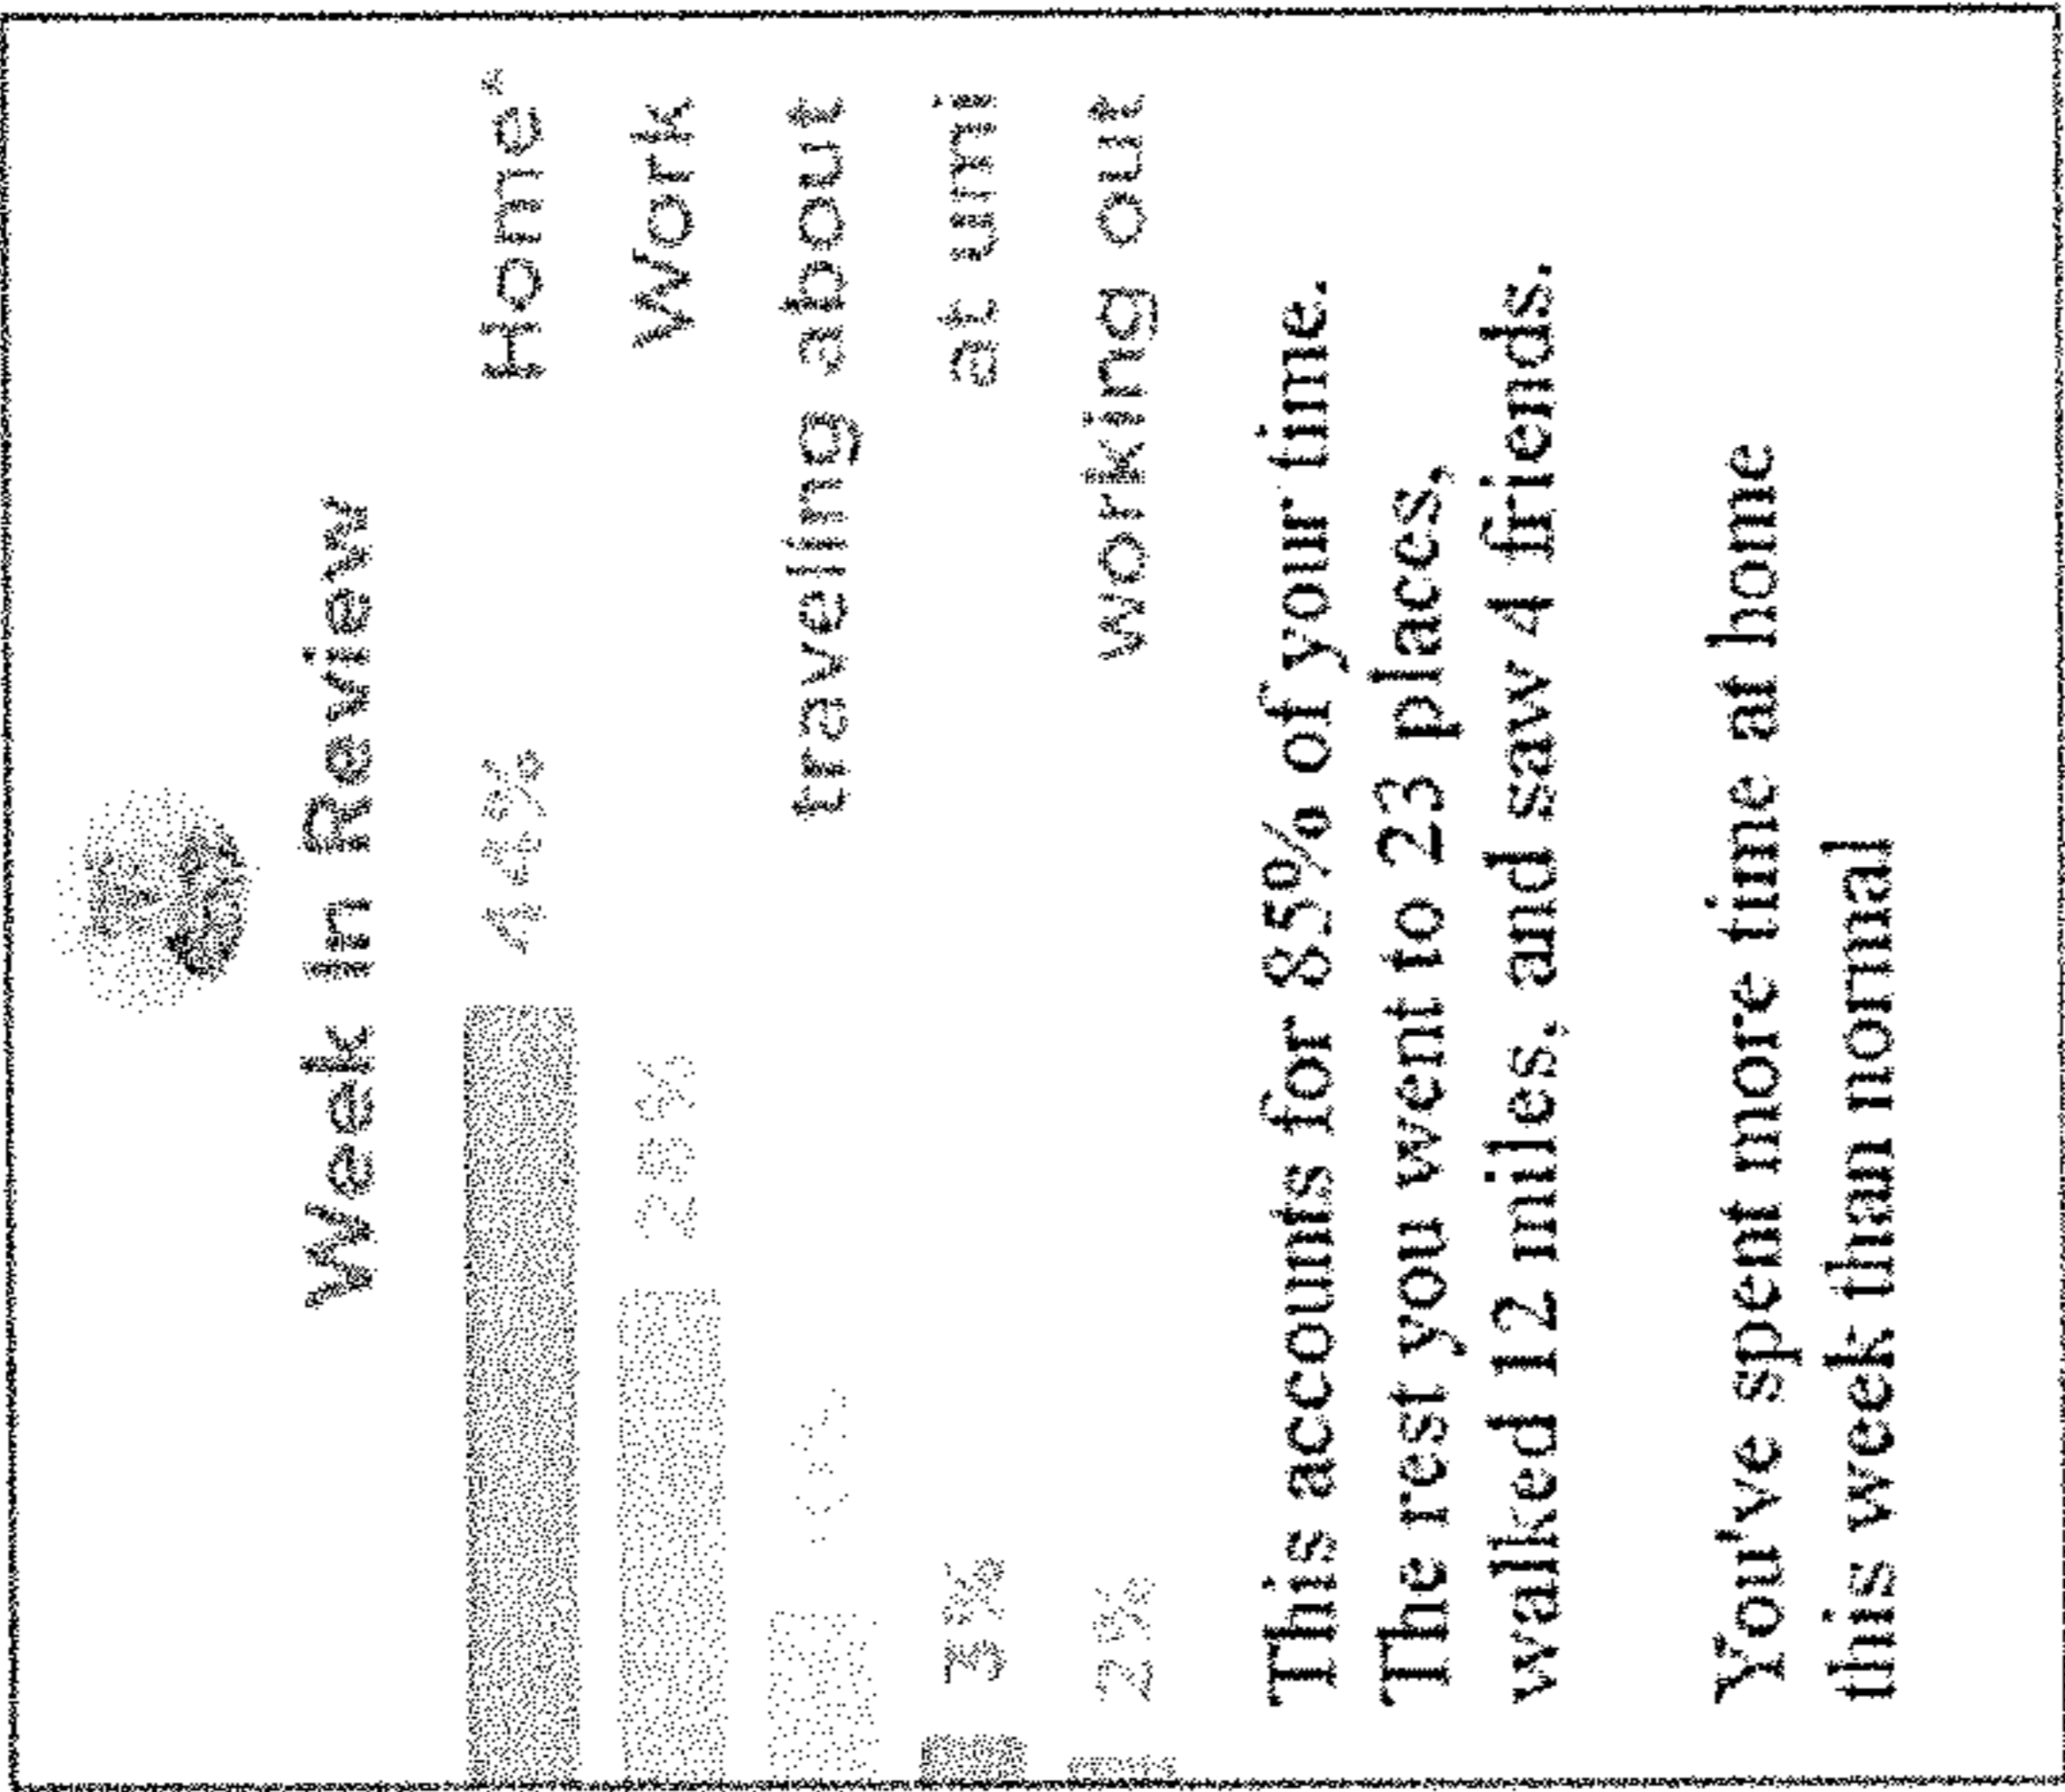 Week In Review
44% Home*
28% Work
traveling about
3% at
2% working out
This accounts for 85% of your time.
The rest you went to 23 places,
walked 12 miles, and saw 4 friends.
You've spent more time at home
this week than normal